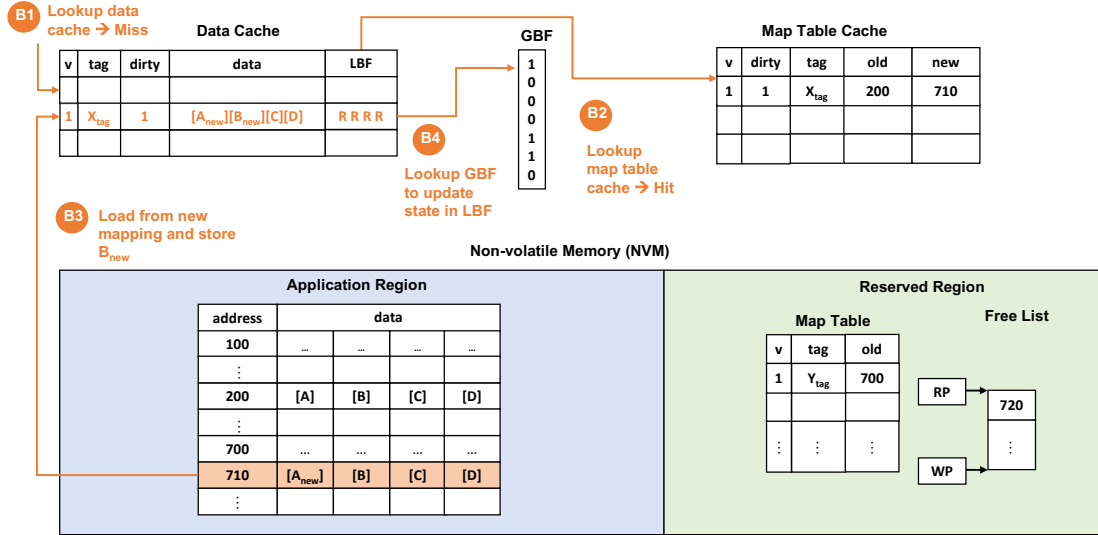 B1 Lookup data
cache → Miss
Data Cache
v tag dirty data LBF
1 Xtag 1 [Anew][Bnew][C][D] R R R R
GBF
1
0
0
0
1
1
0
Map Table Cache
v dirty tag old new
1 1 Xtag 200 710
B2
Lookup
map table
cache → Hit
B4
Lookup GBF
to update
state in LBF
B3 Load from new
mapping and store
Bnew
Non-volatile Memory (NVM)
Application Region
address data
100 ... ... ... ...
⋮
200 [A] [B] [C] [D]
⋮
700 ... ... ... ...
710 [Anew] [B] [C] [D]
⋮
Reserved Region
Map Table
v tag old
1 Ytag 700
⋮ ⋮ ⋮
Free List
RP
720
⋮
WP